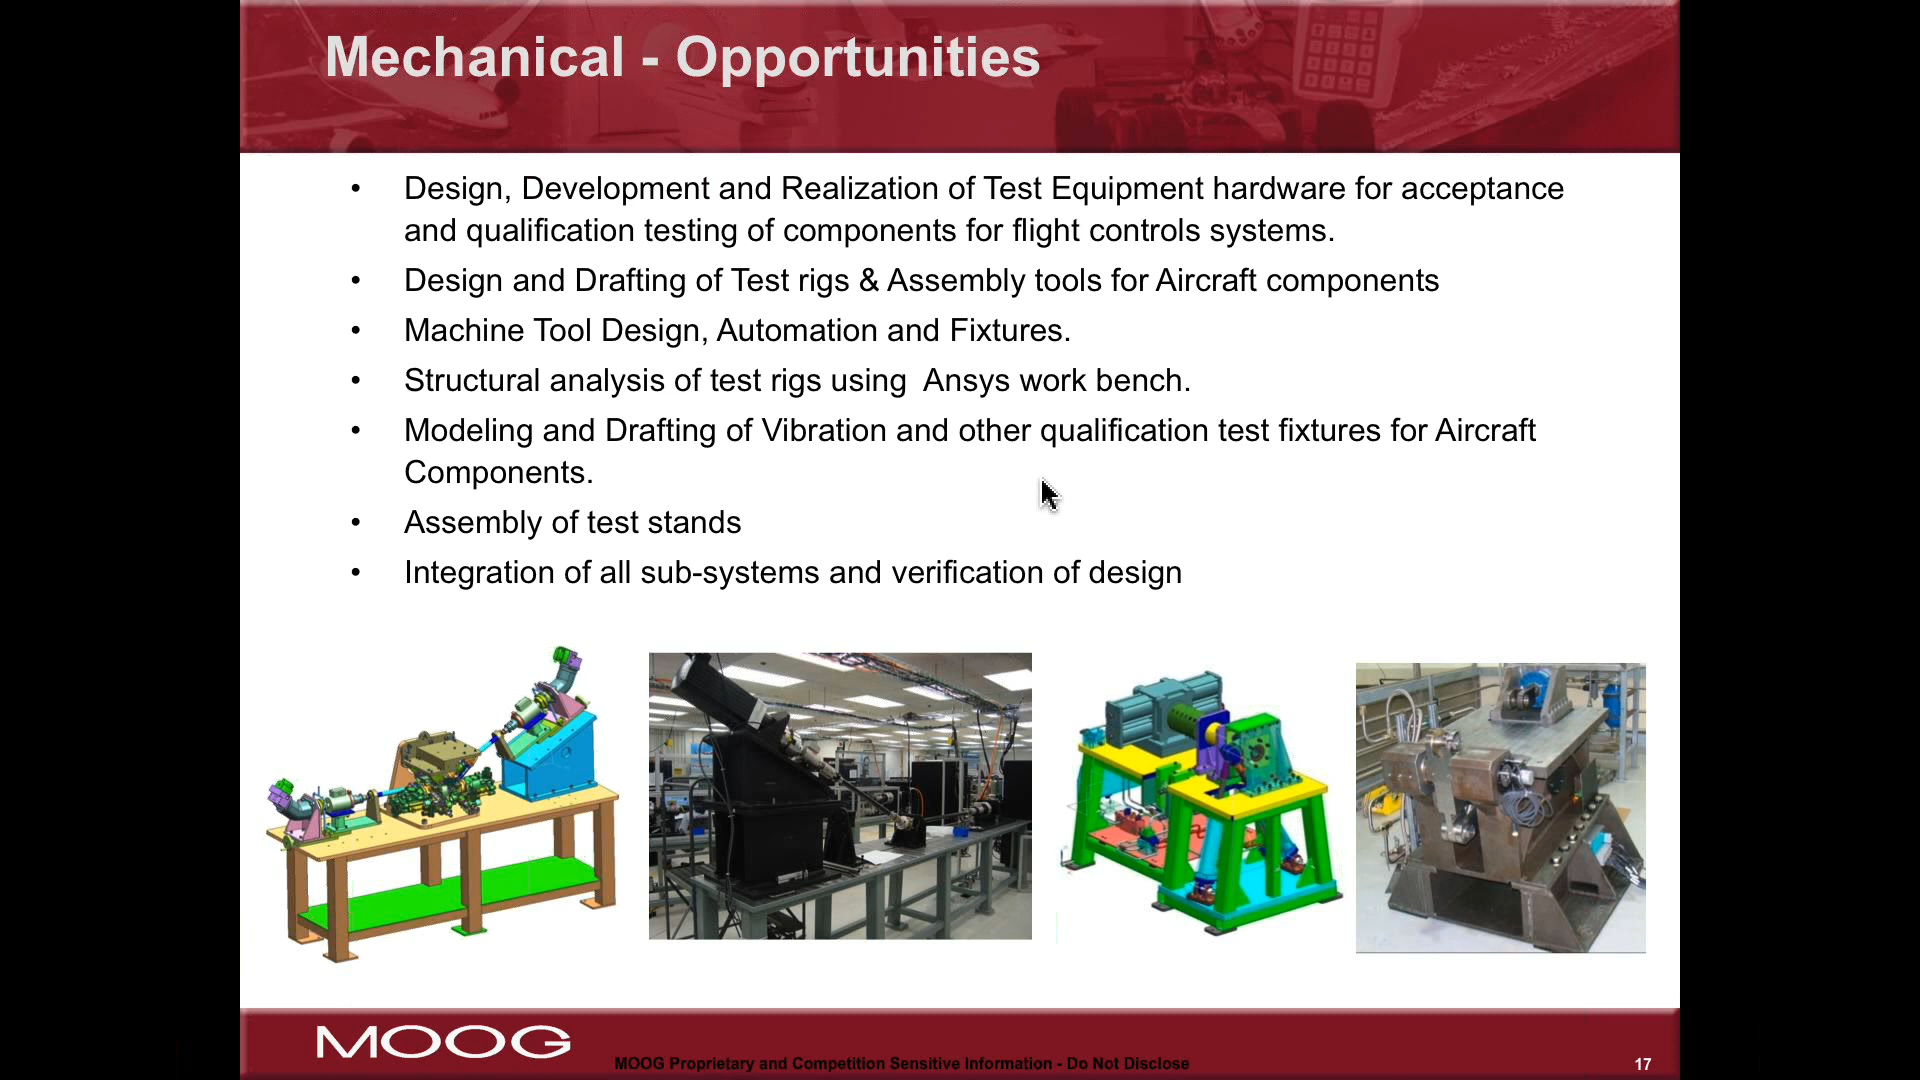 Mechanical - Opportunities
• Design, Development and Realization of Test Equipment hardware for acceptance
and qualification testing of components for flight controls systems.
• Design and Drafting of Test rigs & Assembly tools for Aircraft components
• Machine Tool Design, Automation and Fixtures.
• Structural analysis of test rigs using  Ansys work bench.
• Modeling and Drafting of Vibration and other qualification test fixtures for Aircraft
Components.
• Assembly of test stands
• Integration of all sub-systems and verification of design
MOOG
MOOG Proprietary and Competition Sensitive Information - Do Not Disclose
17